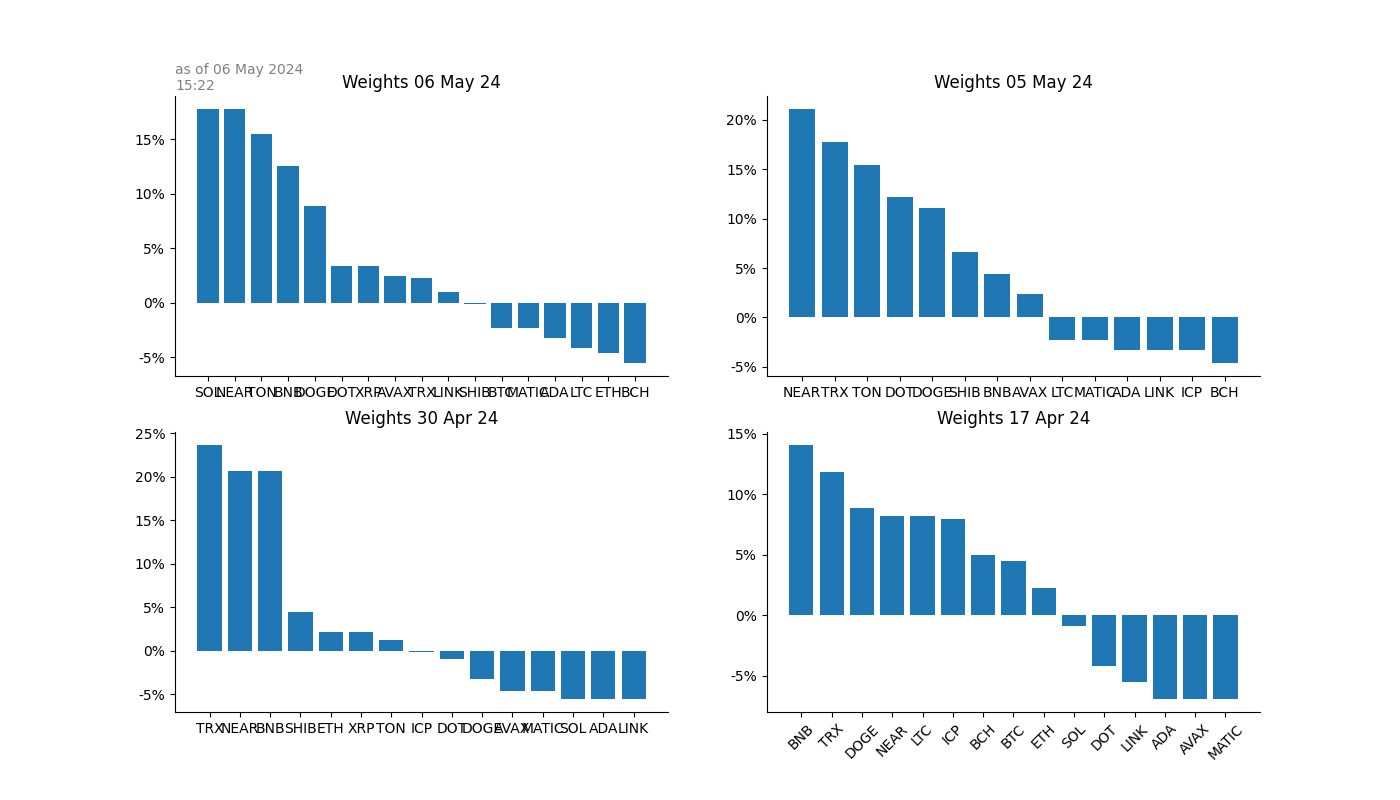 as of 06 May 2024
15:22
Weights 06 May 24
15%
10%
5%
0%
-5%
SOL NEAR TON BNB DOGE DOT XRP AVAX TRX LINK SHIB BTC MATIC ADA LTC ETH BCH
Weights 05 May 24
20%
15%
10%
5%
0%
-5%
NEAR TRX TON DOT DOGE SHIB BNB AVAX LTC MATIC ADA LINK ICP BCH
Weights 30 Apr 24
25%
20%
15%
10%
5%
0%
-5%
TRX NEAR BNB SHIB ETH XRP TON ICP DOT DOGE AVAX MATIC SOL ADA LINK
Weights 17 Apr 24
15%
10%
5%
0%
-5%
BNB TRX DOGE NEAR LTC ICP BCH BTC ETH SOL DOT LINK ADA AVAX MATIC